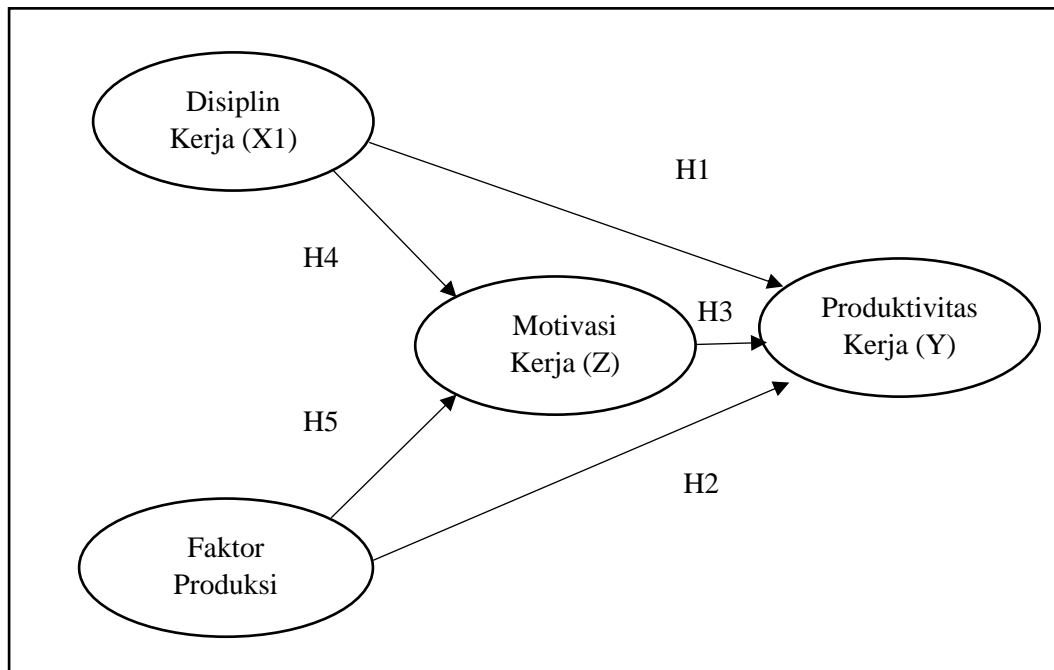 Disiplin
Kerja (X1)
H1
H4
Motivasi
Kerja (Z)
H3
Produktivitas
Kerja (Y)
H5
H2
Faktor
Produksi